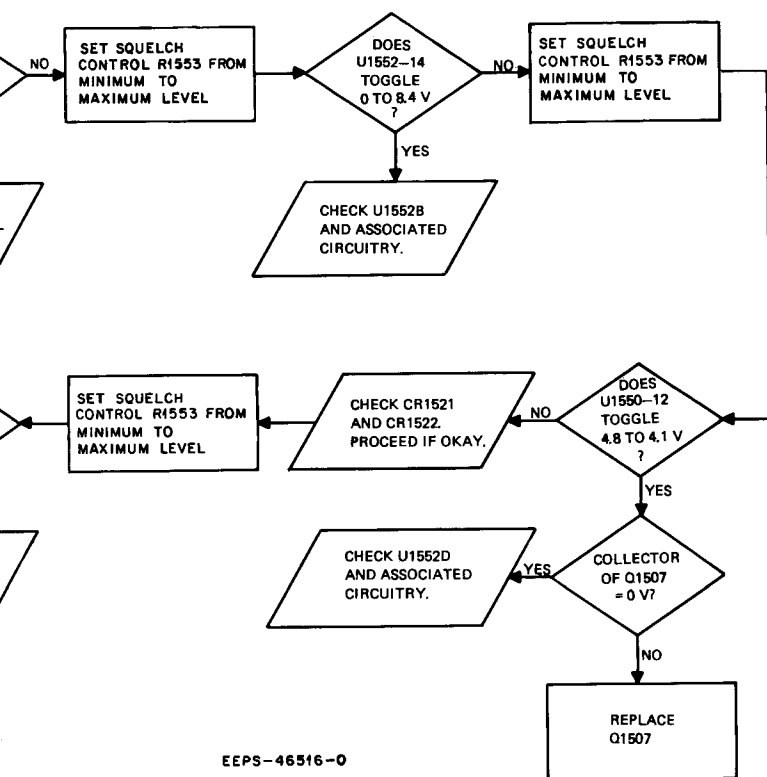 NO
SET SQUELCH
CONTROL R1553 FROM
MINIMUM TO
MAXIMUM LEVEL
DOES
U1552-14
TOGGLE
0 TO 8.4 V
?
NO
SET SQUELCH
CONTROL R1553 FROM
MINIMUM TO
MAXIMUM LEVEL
YES
CHECK U1552B
AND ASSOCIATED
CIRCUITRY.
SET SQUELCH
CONTROL R1553 FROM
MINIMUM TO
MAXIMUM LEVEL
CHECK CR1521
AND CR1522.
PROCEED IF OKAY.
NO
DOES
U1550-12
TOGGLE
4.8 TO 4.1 V
?
YES
CHECK U1552D
AND ASSOCIATED
CIRCUITRY.
YES
COLLECTOR
OF Q1507
= 0 V?
NO
REPLACE
Q1507
EEPS-46516-0